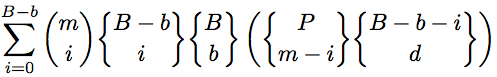 \sum_{i=0}^{B-b} \binom{m}{i} \left\{ {B-b \atop i} \right\} \left\{ {B \atop b} \right\} \left( \left\{ {P \atop m-i} \right\} \left\{ {B-b-i \atop d} \right\} \right)